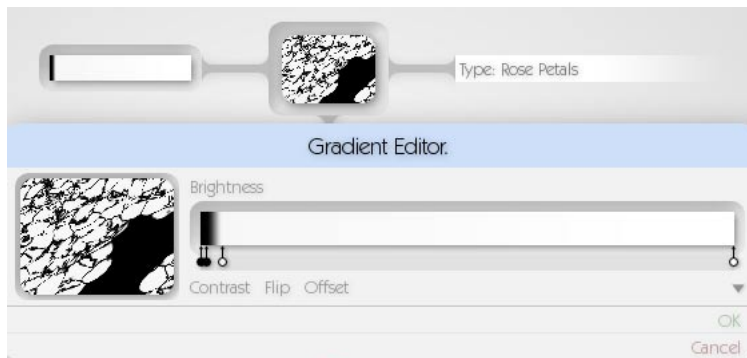 Type: Rose Petals
Gradient Editor.
Brightness
Contrast Flip Offset
OK
Cancel